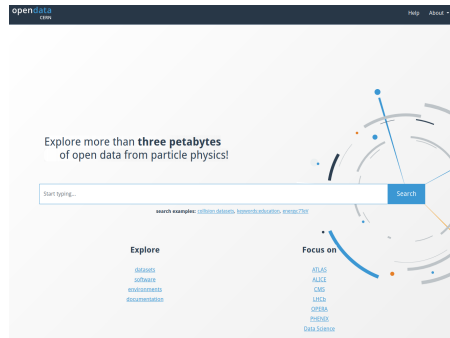 opendata
CERN
Help About
Explore more than three petabytes
of open data from particle physics!
Start typing...
Search
search examples: collision datasets, keywords:education, energy:7TeV
Explore
datasets
software
environments
documentation
Focus on
ATLAS
ALICE
CMS
LHCb
OPERA
PHENIX
Data Science